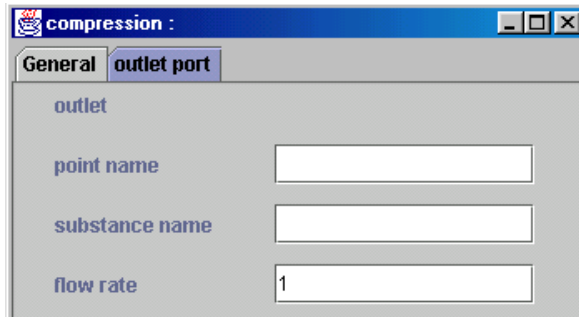 compression :
General outlet port
outlet
point name
substance name
flow rate 1